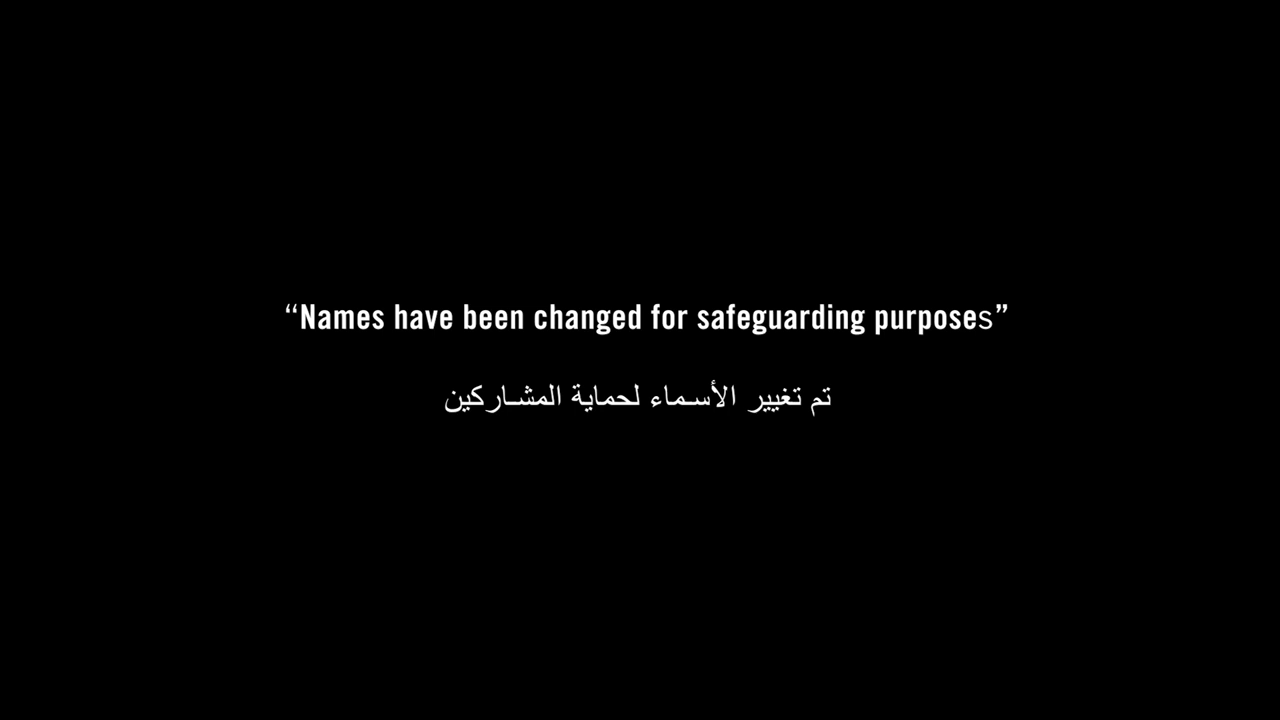 “Names have been changed for safeguarding purposes”
تم تغيير الأسماء لحماية المشاركين